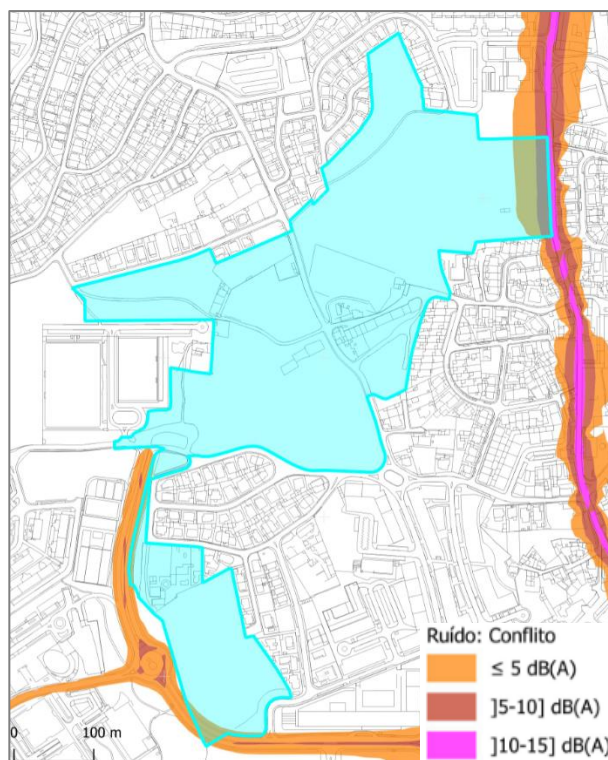 Ruído: Conflito
≤ 5 dB(A)
]5-10] dB(A)
]10-15] dB(A)
0 100 m